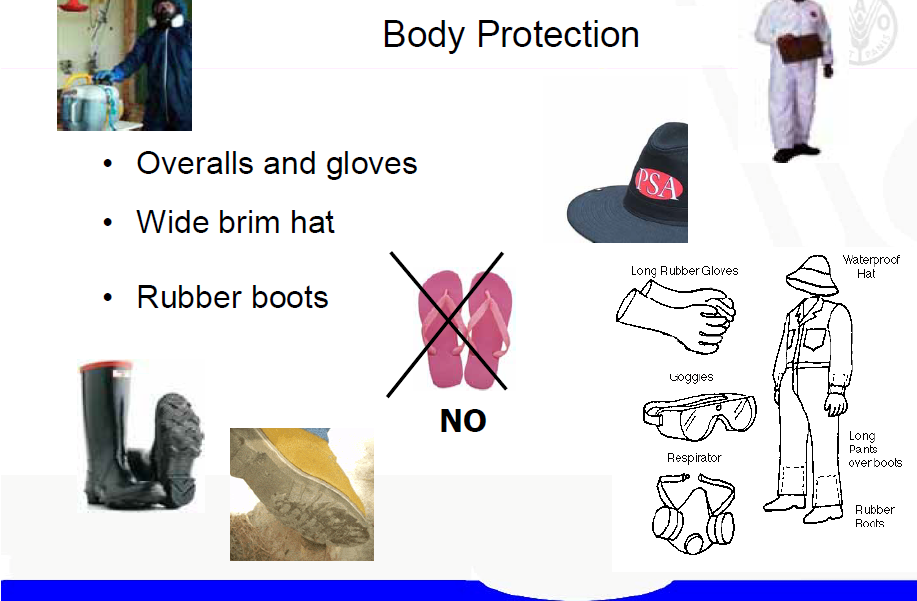 Body Protection
• Overalls and gloves
• Wide brim hat
• Rubber boots
PSA
NO
Long Rubber Gloves
Goggles
Respirator
Waterproof
Hat
Long
Pants
over boots
Rubber
Boots